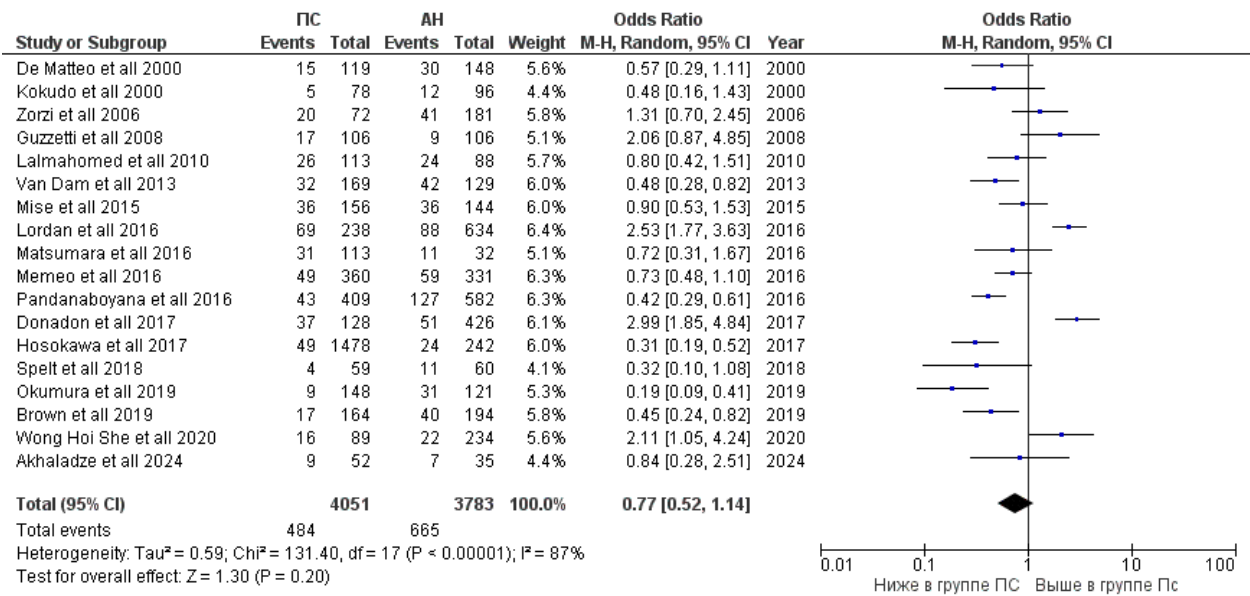 ПС АН Odds Ratio Odds Ratio
Study or Subgroup Events Total Events Total Weight M-H, Random, 95% CI Year M-H, Random, 95% CI
De Matteo et all 2000 15 119 30 148 5.6% 0.57 [0.29, 1.11] 2000
Kokudo et all 2000 5 78 12 96 4.4% 0.48 [0.16, 1.43] 2000
Zorzi et all 2006 20 72 41 181 5.8% 1.31 [0.70, 2.45] 2006
Guzzetti et all 2008 17 106 9 106 5.1% 2.06 [0.87, 4.85] 2008
Lalmahomed et all 2010 26 113 24 88 5.7% 0.80 [0.42, 1.51] 2010
Van Dam et all 2013 32 169 42 129 6.0% 0.48 [0.28, 0.82] 2013
Mise et all 2015 36 156 36 144 6.0% 0.90 [0.53, 1.53] 2015
Lordan et all 2016 69 238 88 634 6.4% 2.53 [1.77, 3.63] 2016
Matsumara et all 2016 31 113 11 32 5.2% 0.72 [0.31, 1.67] 2016
Memeo et all 2016 49 360 59 331 6.3% 0.73 [0.48, 1.10] 2016
Pandanaboyana et all 2016 43 409 127 582 6.3% 0.42 [0.29, 0.61] 2016
Donadon et all 2017 37 128 51 426 6.1% 2.99 [1.85, 4.84] 2017
Hosokawa et all 2017 49 1478 24 242 6.0% 0.31 [0.19, 0.52] 2017
Spelt et all 2018 4 59 11 60 4.1% 0.32 [0.10, 1.08] 2018
Okumura et all 2019 9 148 31 121 5.3% 0.19 [0.09, 0.41] 2019
Brown et all 2019 17 164 40 194 5.8% 0.45 [0.24, 0.82] 2019
Wong Hoi She et all 2020 16 89 22 234 5.6% 2.11 [1.05, 4.24] 2020
Akhaladze et all 2024 9 52 7 35 4.4% 0.84 [0.28, 2.51] 2024
Total (95% CI) 4051 3783 100.0% 0.77 [0.52, 1.14]
Total events 484 665
Heterogeneity: Tau² = 0.59; Chi² = 131.40, df = 17 (P < 0.00001); I² = 87%
Test for overall effect: Z = 1.30 (P = 0.20)
0.01 0.1 1 10 100
Ниже в группе ПС Выше в группе Пс